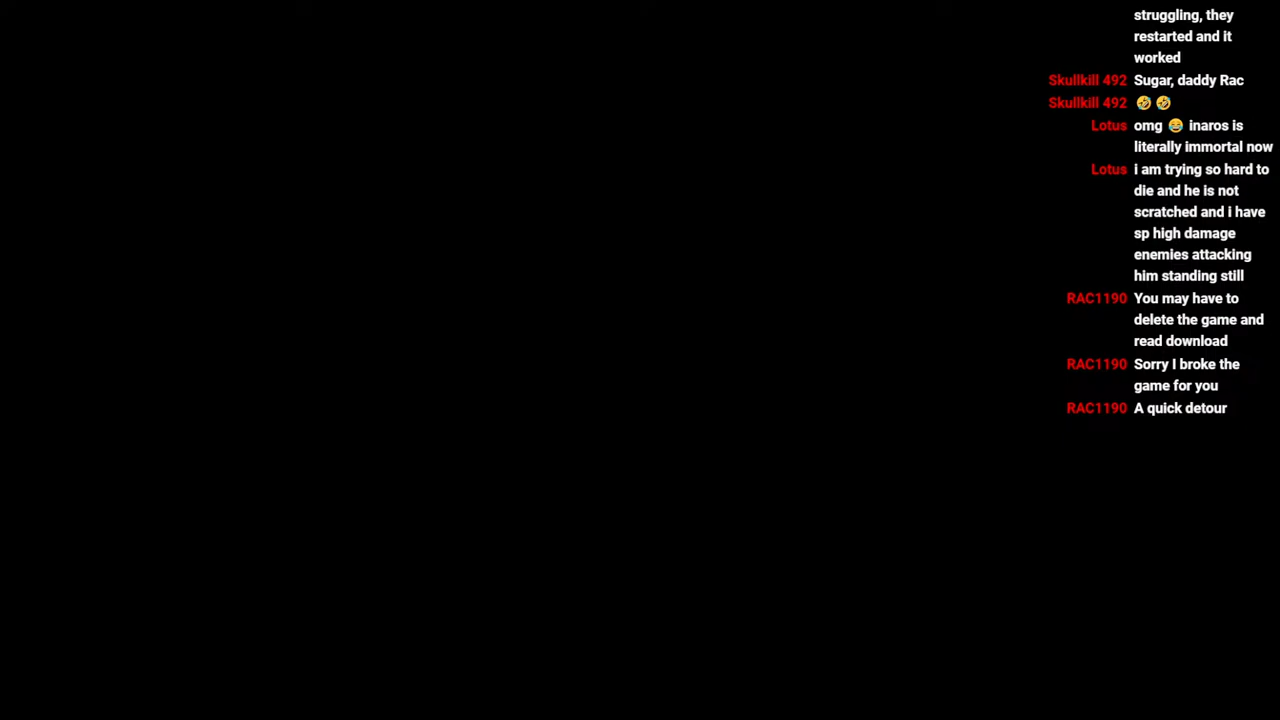 struggling, they
restarted and it
worked
Skullkill 492 Sugar, daddy Rac
Skullkill 492 🤣 🤣
Lotus omg 😂 inaros is
literally immortal now
Lotus i am trying so hard to
die and he is not
scratched and i have
sp high damage
enemies attacking
him standing still
RAC1190 You may have to
delete the game and
read download
RAC1190 Sorry I broke the
game for you
RAC1190 A quick detour